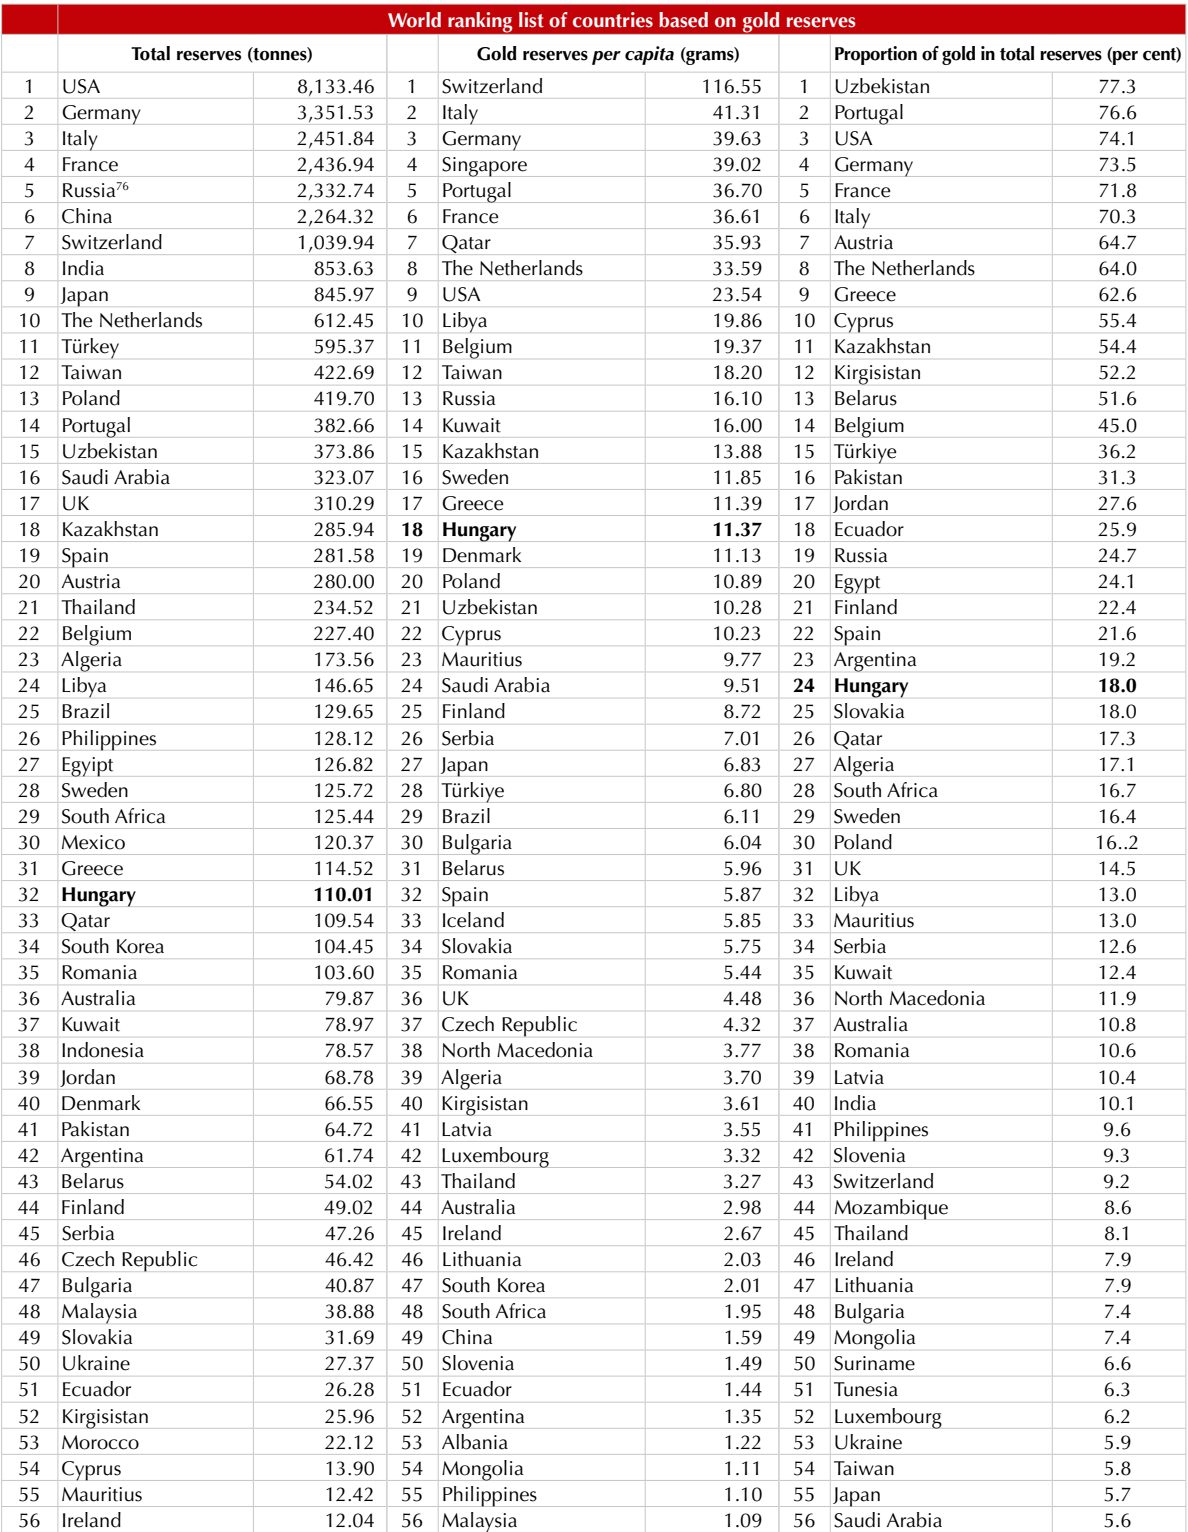 World ranking list of countries based on gold reserves
Total reserves (tonnes) Gold reserves per capita (grams) Proportion of gold in total reserves (per cent)
1 USA 8,133.46 1 Switzerland 116.55 1 Uzbekistan 77.3
2 Germany 3,351.53 2 Italy 41.31 2 Portugal 76.6
3 Italy 2,451.84 3 Germany 39.63 3 USA 74.1
4 France 2,436.94 4 Singapore 39.02 4 Germany 73.5
5 Russia76 2,332.74 5 Portugal 36.70 5 France 71.8
6 China 2,264.32 6 France 36.61 6 Italy 70.3
7 Switzerland 1,039.94 7 Qatar 35.93 7 Austria 64.7
8 India 853.63 8 The Netherlands 33.59 8 The Netherlands 64.0
9 Japan 845.97 9 USA 23.54 9 Greece 62.6
10 The Netherlands 612.45 10 Libya 19.86 10 Cyprus 55.4
11 Türkey 595.37 11 Belgium 19.37 11 Kazakhstan 54.4
12 Taiwan 422.69 12 Taiwan 18.20 12 Kirgisistan 52.2
13 Poland 419.70 13 Russia 16.10 13 Belarus 51.6
14 Portugal 382.66 14 Kuwait 16.00 14 Belgium 45.0
15 Uzbekistan 373.86 15 Kazakhstan 13.88 15 Türkiye 36.2
16 Saudi Arabia 323.07 16 Sweden 11.85 16 Pakistan 31.3
17 UK 310.29 17 Greece 11.39 17 Jordan 27.6
18 Kazakhstan 285.94 18 Hungary 11.37 18 Ecuador 25.9
19 Spain 281.58 19 Denmark 11.13 19 Russia 24.7
20 Austria 280.00 20 Poland 10.89 20 Egypt 24.1
21 Thailand 234.52 21 Uzbekistan 10.28 21 Finland 22.4
22 Belgium 227.40 22 Cyprus 10.23 22 Spain 21.6
23 Algeria 173.56 23 Mauritius 9.77 23 Argentina 19.2
24 Libya 146.65 24 Saudi Arabia 9.51 24 Hungary 18.0
25 Brazil 129.65 25 Finland 8.72 25 Slovakia 18.0
26 Philippines 128.12 26 Serbia 7.01 26 Qatar 17.3
27 Egyipt 126.82 27 Japan 6.83 27 Algeria 17.1
28 Sweden 125.72 28 Türkiye 6.80 28 South Africa 16.7
29 South Africa 125.44 29 Brazil 6.11 29 Sweden 16.4
30 Mexico 120.37 30 Bulgaria 6.04 30 Poland 16..2
31 Greece 114.52 31 Belarus 5.96 31 UK 14.5
32 Hungary 110.01 32 Spain 5.87 32 Libya 13.0
33 Qatar 109.54 33 Iceland 5.85 33 Mauritius 13.0
34 South Korea 104.45 34 Slovakia 5.75 34 Serbia 12.6
35 Romania 103.60 35 Romania 5.44 35 Kuwait 12.4
36 Australia 79.87 36 UK 4.48 36 North Macedonia 11.9
37 Kuwait 78.97 37 Czech Republic 4.32 37 Australia 10.8
38 Indonesia 78.57 38 North Macedonia 3.77 38 Romania 10.6
39 Jordan 68.78 39 Algeria 3.70 39 Latvia 10.4
40 Denmark 66.55 40 Kirgisistan 3.61 40 India 10.1
41 Pakistan 64.72 41 Latvia 3.55 41 Philippines 9.6
42 Argentina 61.74 42 Luxembourg 3.32 42 Slovenia 9.3
43 Belarus 54.02 43 Thailand 3.27 43 Switzerland 9.2
44 Finland 49.02 44 Australia 2.98 44 Mozambique 8.6
45 Serbia 47.26 45 Ireland 2.67 45 Thailand 8.1
46 Czech Republic 46.42 46 Lithuania 2.03 46 Ireland 7.9
47 Bulgaria 40.87 47 South Korea 2.01 47 Lithuania 7.9
48 Malaysia 38.88 48 South Africa 1.95 48 Bulgaria 7.4
49 Slovakia 31.69 49 China 1.59 49 Mongolia 7.4
50 Ukraine 27.37 50 Slovenia 1.49 50 Suriname 6.6
51 Ecuador 26.28 51 Ecuador 1.44 51 Tunesia 6.3
52 Kirgisistan 25.96 52 Argentina 1.35 52 Luxembourg 6.2
53 Morocco 22.12 53 Albania 1.22 53 Ukraine 5.9
54 Cyprus 13.90 54 Mongolia 1.11 54 Taiwan 5.8
55 Mauritius 12.42 55 Philippines 1.10 55 Japan 5.7
56 Ireland 12.04 56 Malaysia 1.09 56 Saudi Arabia 5.6